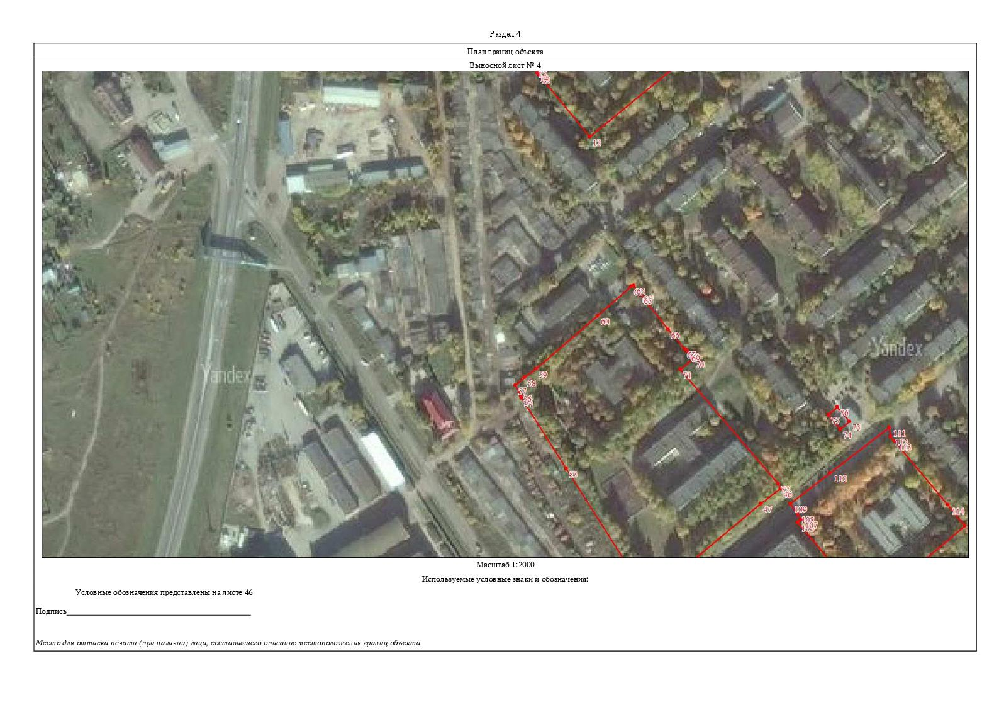 Раздел 4
План границ объекта
Выносной лист № 4
12
62
65
60
66
69
70
71
59
58
57
56
76
75
73
74
111
112
113
53
110
72
46
47
109
108
107
114
Yandex
Yandex
Масштаб 1:2000
Используемые условные знаки и обозначения:
Условные обозначения представлены на листе 46
Подпись
Место для оттиска печати (при наличии) лица, составившего описание местоположения границ объекта